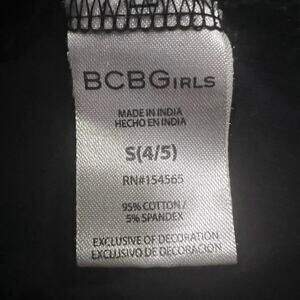 BCBGIRLS
MADE IN INDIA
HECHO EN INDIA
S(4/5)
RN#154565
95% COTTON/
5% SPANDEX
EXCLUSIVE OF DECORATION
EXCLUSIVO DE DECORACIÓN